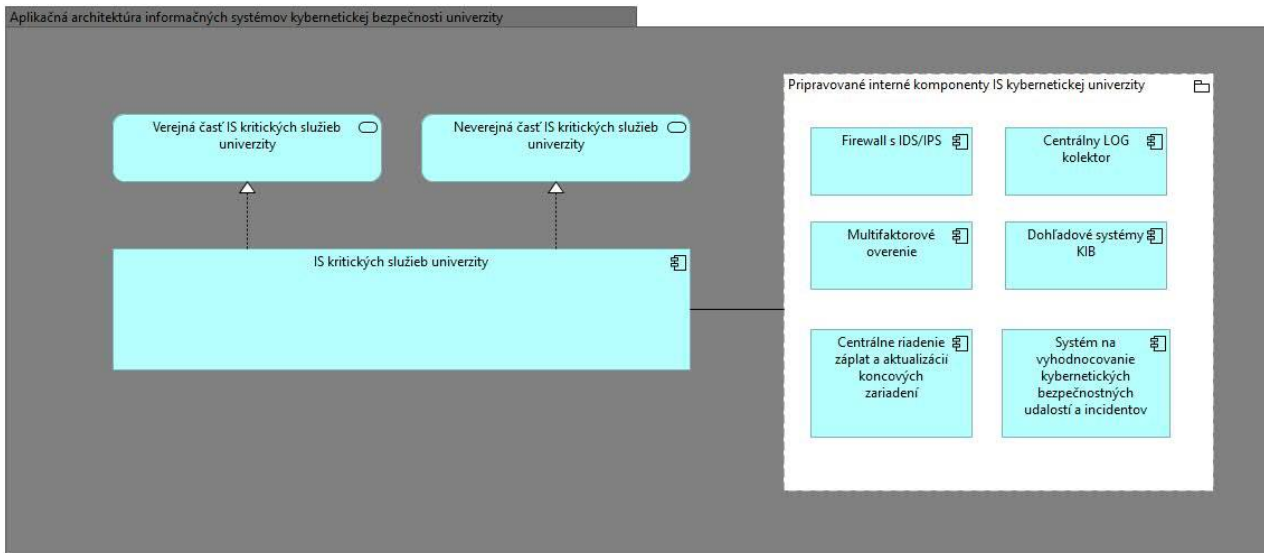 Aplikačná architektúra informačných systémov kybernetickej bezpečnosti univerzity
Verejná časť IS kritických služieb
univerzity
Neverejná časť IS kritických služieb
univerzity
IS kritických služieb univerzity
Pripravované interné komponenty IS kybernetickej univerzity
Firewall s IDS/IPS
Centrálny LOG
kolektor
Multifaktorové
overenie
Dohľadové systémy
KIB
Centrálne riadenie
záplat a aktualizácií
koncových
zariadení
Systém na
vyhodnocovanie
kybernetických
bezpečnostných
udalostí a incidentov